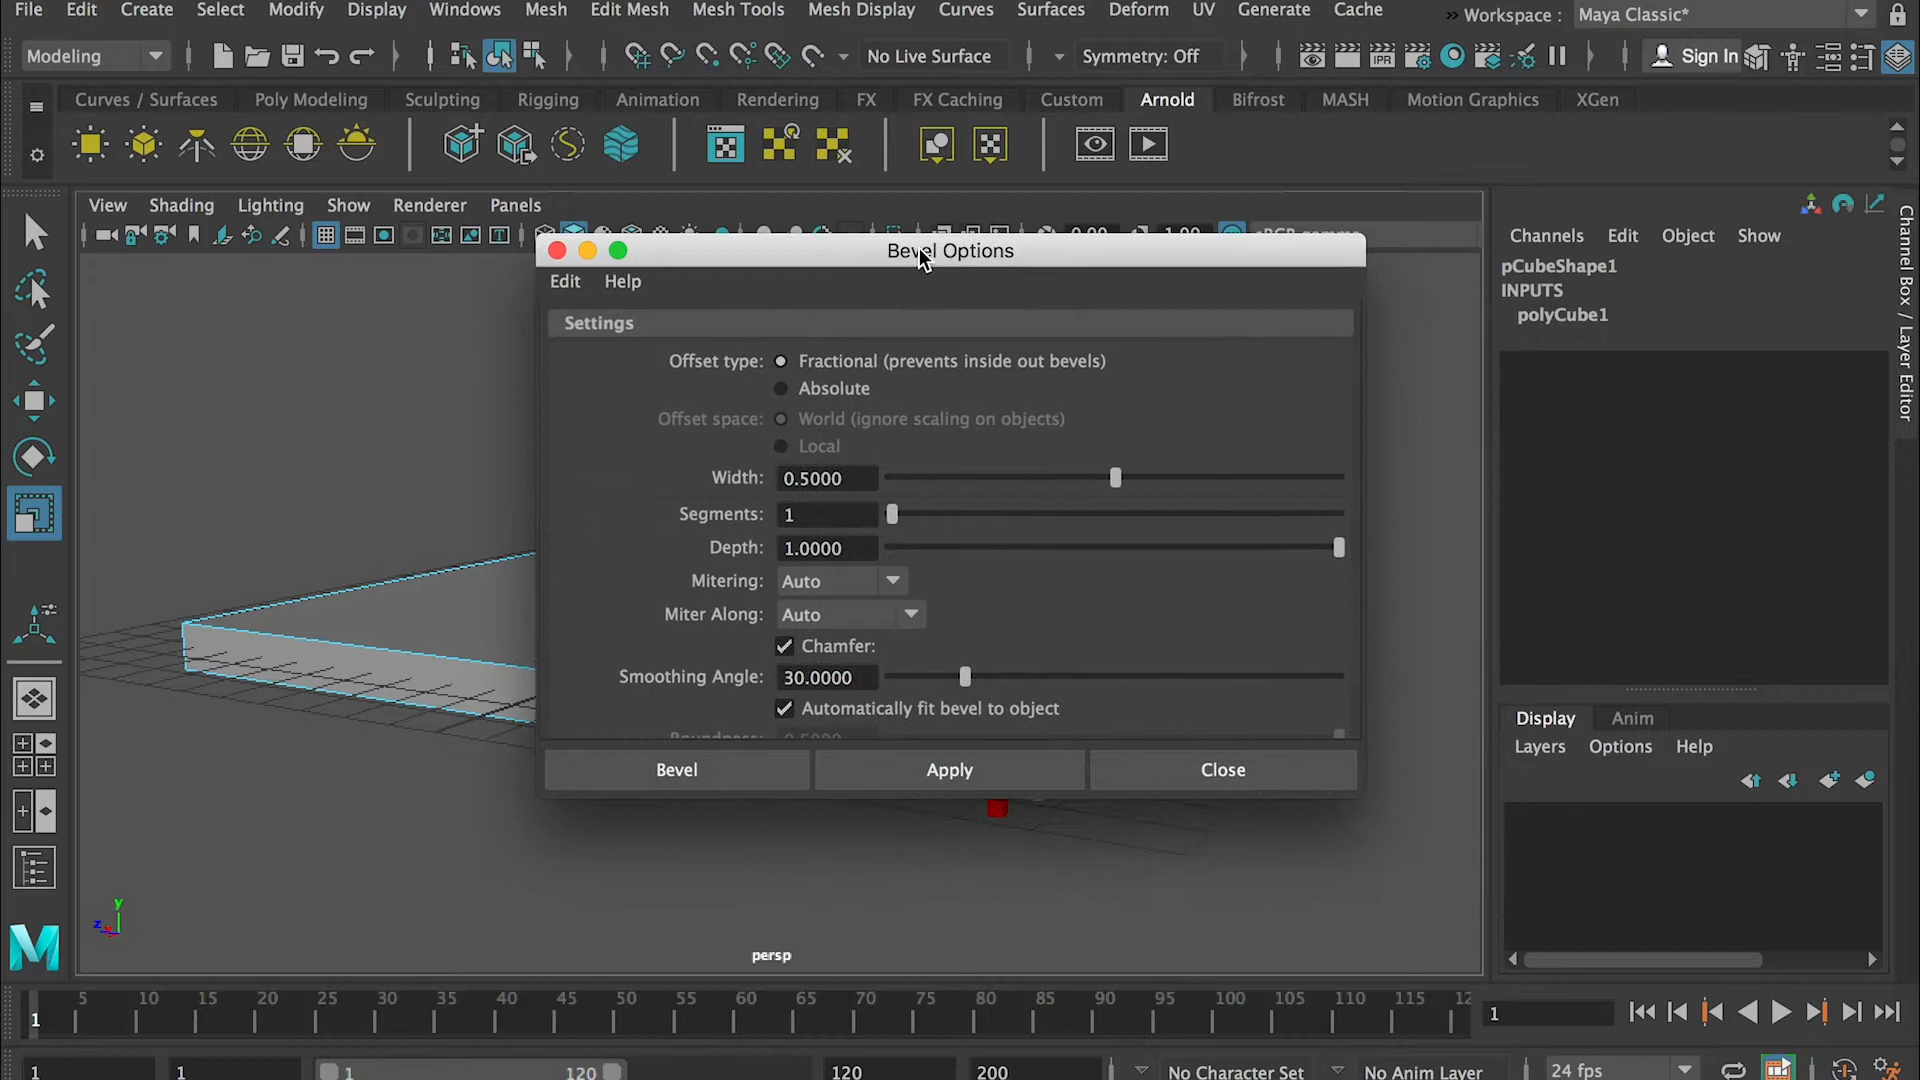 File Edit Create Select Modify Display Windows Mesh Edit Mesh Mesh Tools Mesh Display Curves Surfaces Deform UV Generate Cache » Workspace : Maya Classic*
Modeling No Live Surface Symmetry: Off IPR Sign In
Curves / Surfaces Poly Modeling Sculpting Rigging Animation Rendering FX FX Caching Custom Arnold Bifrost MASH Motion Graphics XGen
View Shading Lighting Show Renderer Panels
Bevel Options
Edit Help
Settings
Offset type: Fractional (prevents inside out bevels)
Absolute
Offset space: World (ignore scaling on objects)
Local
Width: 0.5000
Segments: 1
Depth: 1.0000
Mitering: Auto
Miter Along: Auto
Chamfer:
Smoothing Angle: 30.0000
Automatically fit bevel to object
Bevel Apply Close
persp
y
z
Channels Edit Object Show
pCubeShape1
INPUTS
polyCube1
Channel Box / Layer Editor
Display Anim
Layers Options Help
5 10 15 20 25 30 35 40 45 50 55 60 65 70 75 80 85 90 95 100 105 110 115 12
1 1
1 1 1 120 120 200 No Character Set No Anim Layer 24 fps